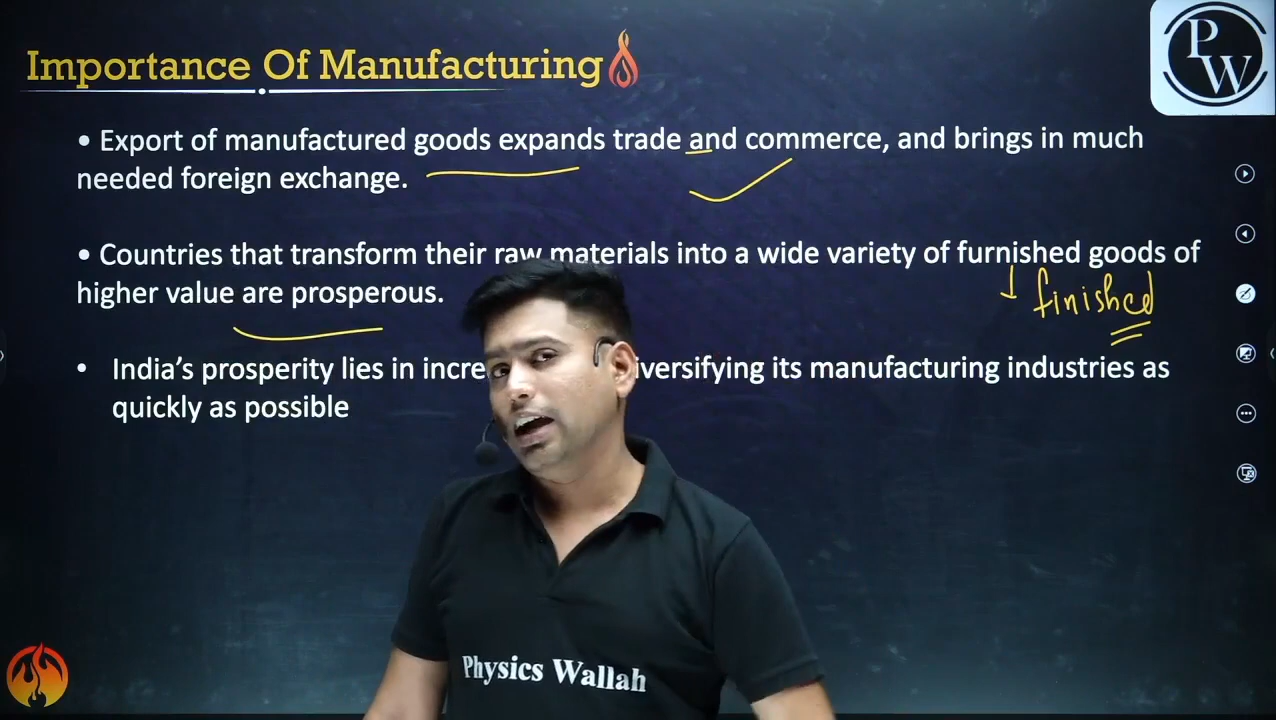 Importance Of Manufacturing
P
W
• Export of manufactured goods expands trade and commerce, and brings in much
needed foreign exchange.
• Countries that transform their raw materials into a wide variety of furnished goods of
higher value are prosperous.
finished
• India's prosperity lies in incre iversifying its manufacturing industries as
quickly as possible
Physics Wallah